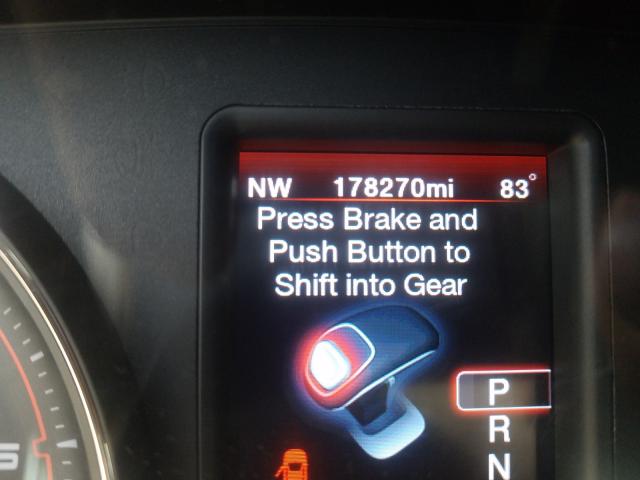 NW 178270mi 83°
Press Brake and
Push Button to
Shift into Gear
P
R
N